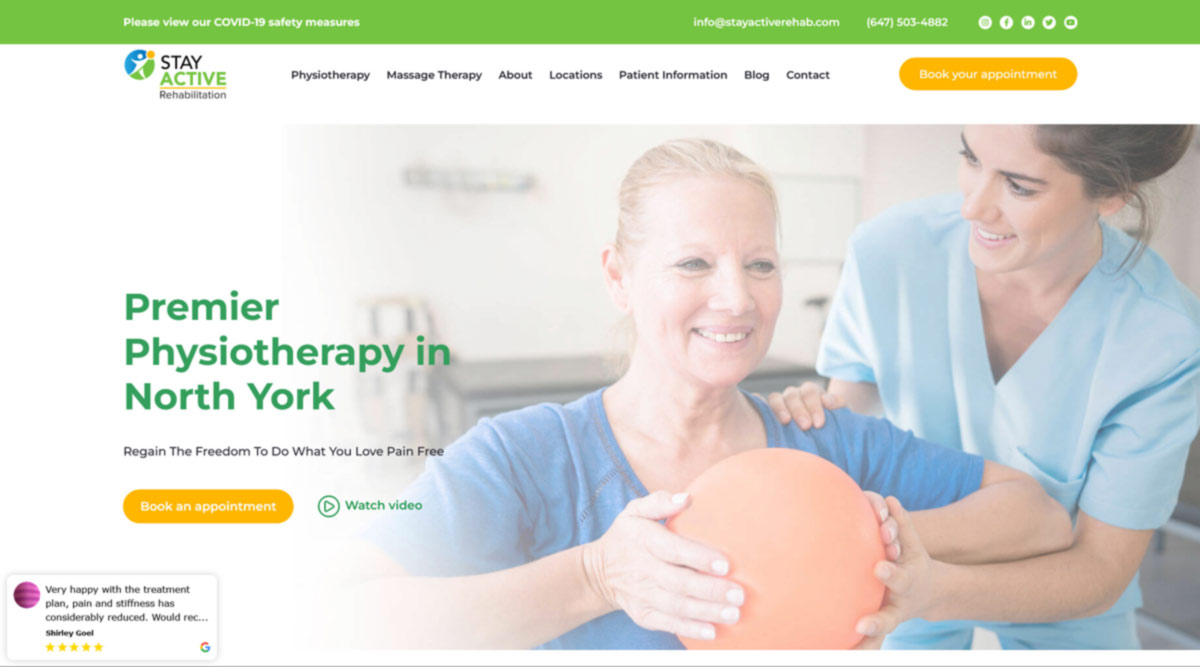 Please view our COVID-19 safety measures
info@stayactiverehab.com
(647) 503-4882
STAY
ACTIVE
Rehabilitation
Physiotherapy
Massage Therapy
About
Locations
Patient Information
Blog
Contact
Book your appointment
Premier
Physiotherapy in
North York
Regain The Freedom To Do What You Love Pain Free
Book an appointment
Watch video
Very happy with the treatment
plan, pain and stiffness has
considerably reduced. Would rec...
Shirley Goel